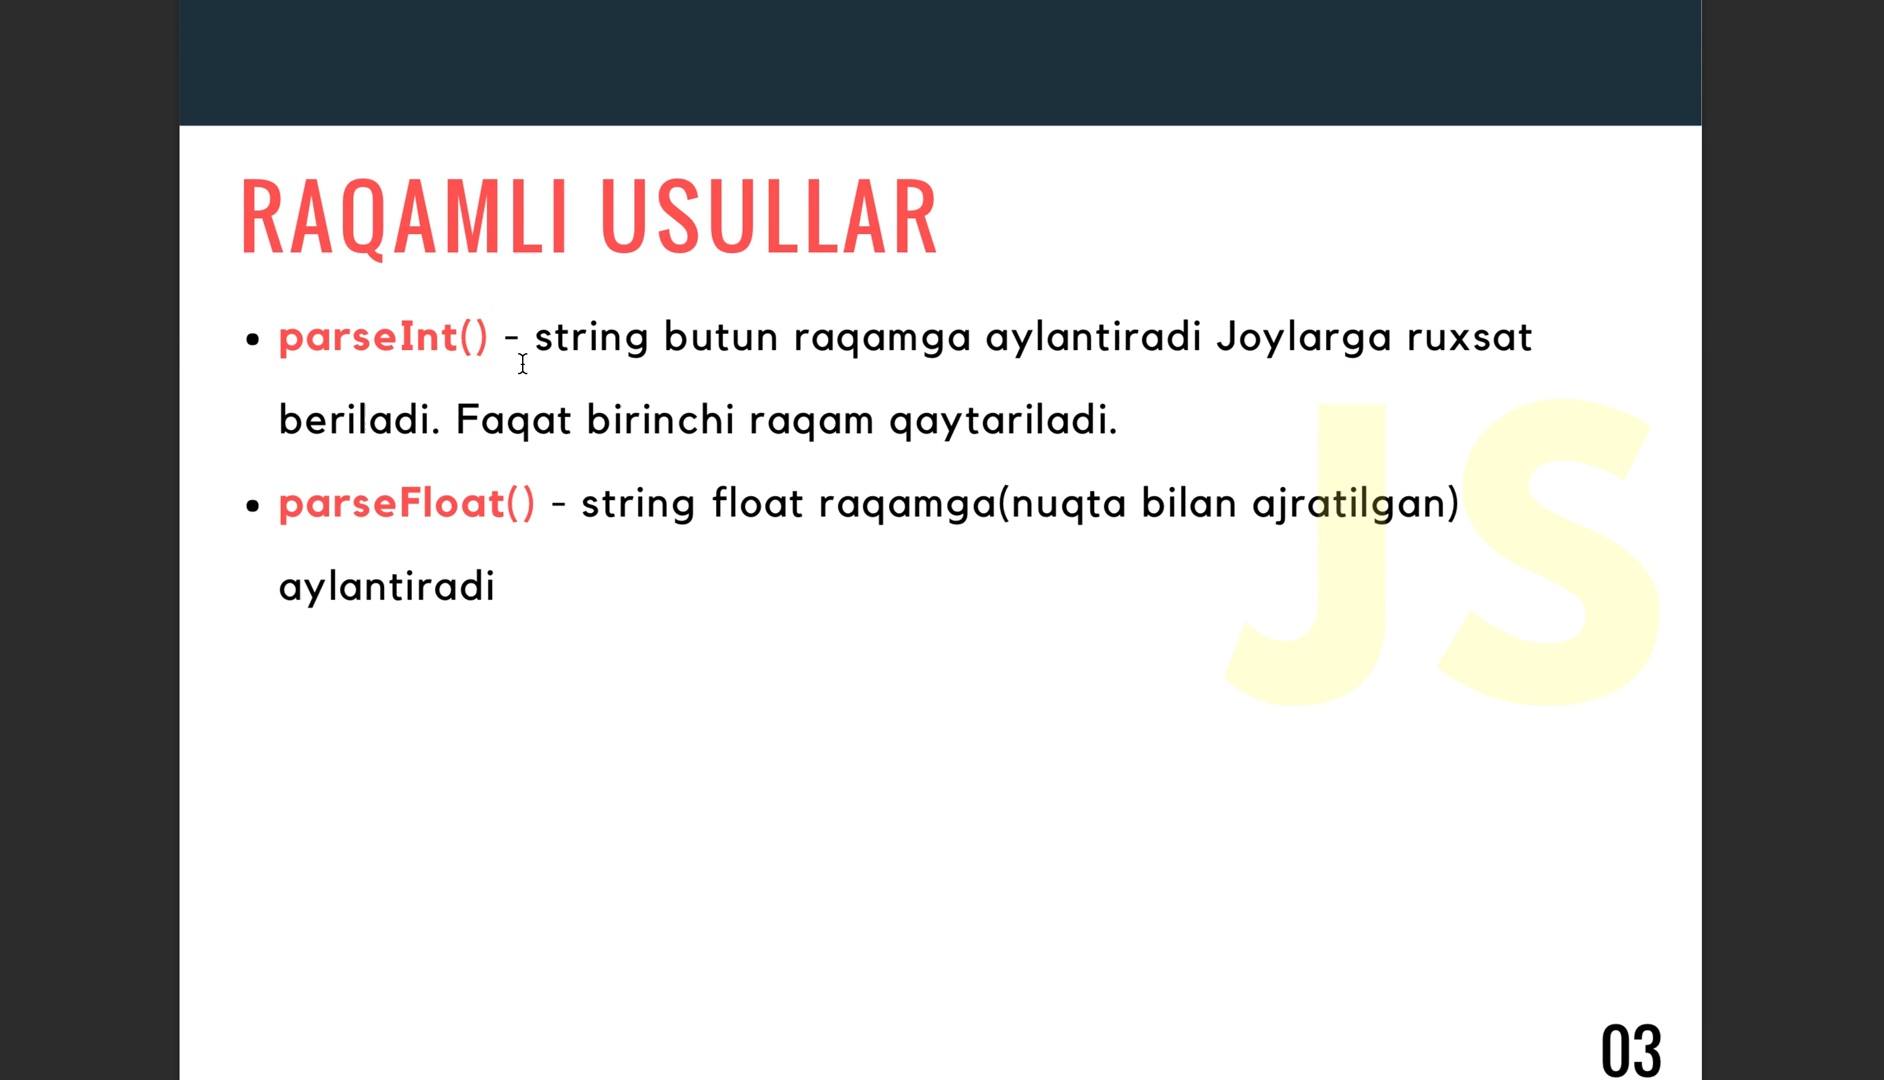 RAQAMLI USULLAR
• parseInt() - string butun raqamga aylantiradi Joylarga ruxsat
beriladi. Faqat birinchi raqam qaytariladi.
• parseFloat() - string float raqamga(nuqta bilan ajratilgan)
aylantiradi
JS
03